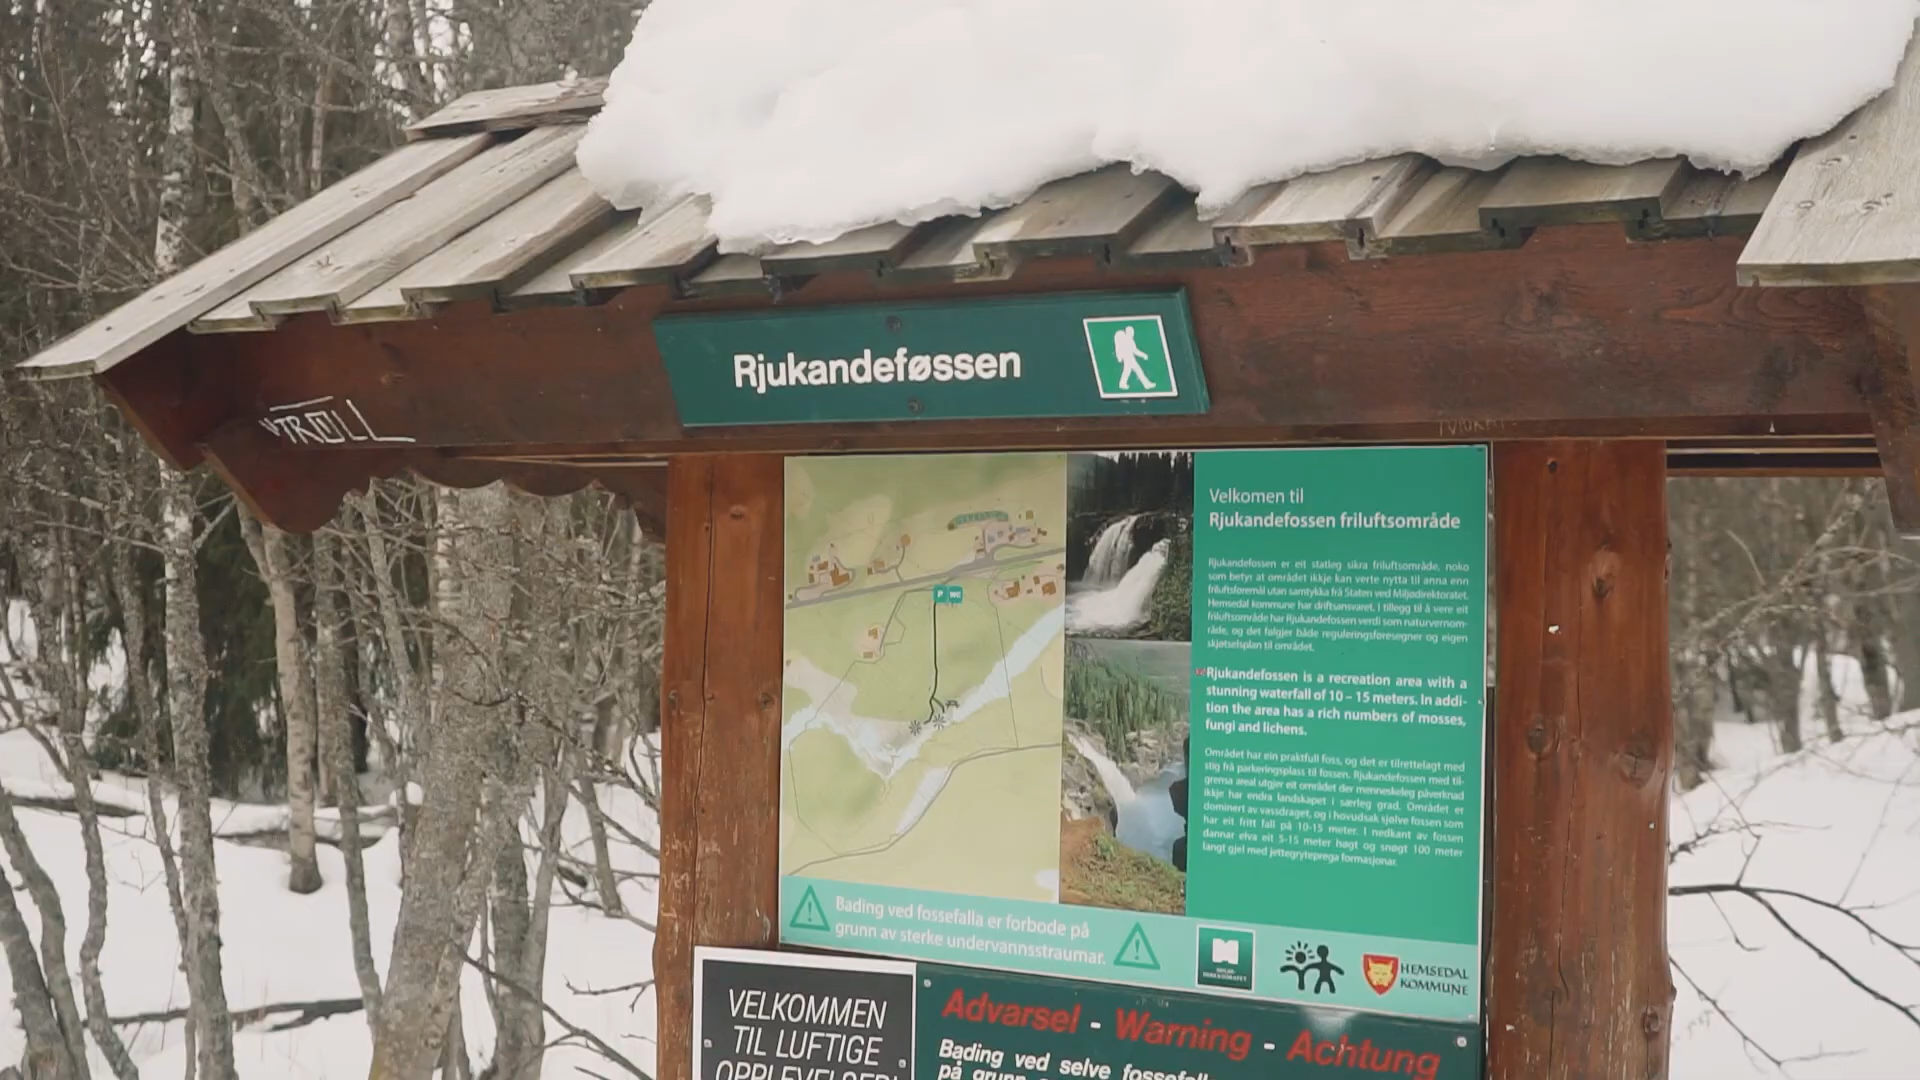 Rjukandeføssen
TROLL
Velkomen til
Rjukandefossen friluftsområde
Rjukandefossen er eit statleg sikra friluftsområde, noko
som betyr at området ikkje kan verte nytta til anna enn
friluftsføremål utan samtykka frå Staten ved Miljødirektoratet.
Hemsedal kommune har driftsansvaret. I tillegg til å vere eit
friluftsområde har Rjukandefossen verdi som naturvernom-
råde, og det følgjer både reguleringsføresegner og eigen
skjøtselsplan til området.
Rjukandefossen is a recreation area with a
stunning waterfall of 10 – 15 meters. In addi-
tion the area has a rich numbers of mosses,
fungi and lichens.
Området har ein praktfull foss, og det er tilrettelagt med
stig frå parkeringsplass til fossen. Rjukandefossen med til-
grensa areal utgjer eit området der menneskeleg påverknad
ikkje har endra landskapet i særleg grad. Området er
dominert av vassdraget, og i hovudsak sjølve fossen som
har eit fritt fall på 10-15 meter. I nedkant av fossen
dannar elva eit 5-15 meter høgt og snøgt 100 meter
langt gjel med jettegryteprega formasjonar.
P WC
Bading ved fossefalla er forbode på
grunn av sterke undervannsstraumar.
HEMSEDAL
KOMMUNE
VELKOMMEN
TIL LUFTIGE
OPPLEVELSER!
Advarsel - Warning - Achtung
Bading ved selve
på grunn